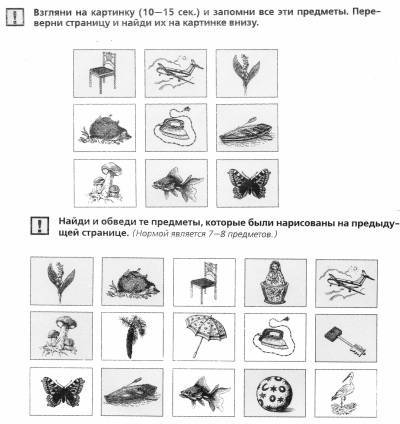 ! Взгляни на картинку (10—15 сек.) и запомни все эти предметы. Пере-
верни страницу и найди их на картинке внизу.
! Найди и обведи те предметы, которые были нарисованы на предыду-
щей странице. (Нормой является 7—8 предметов.)